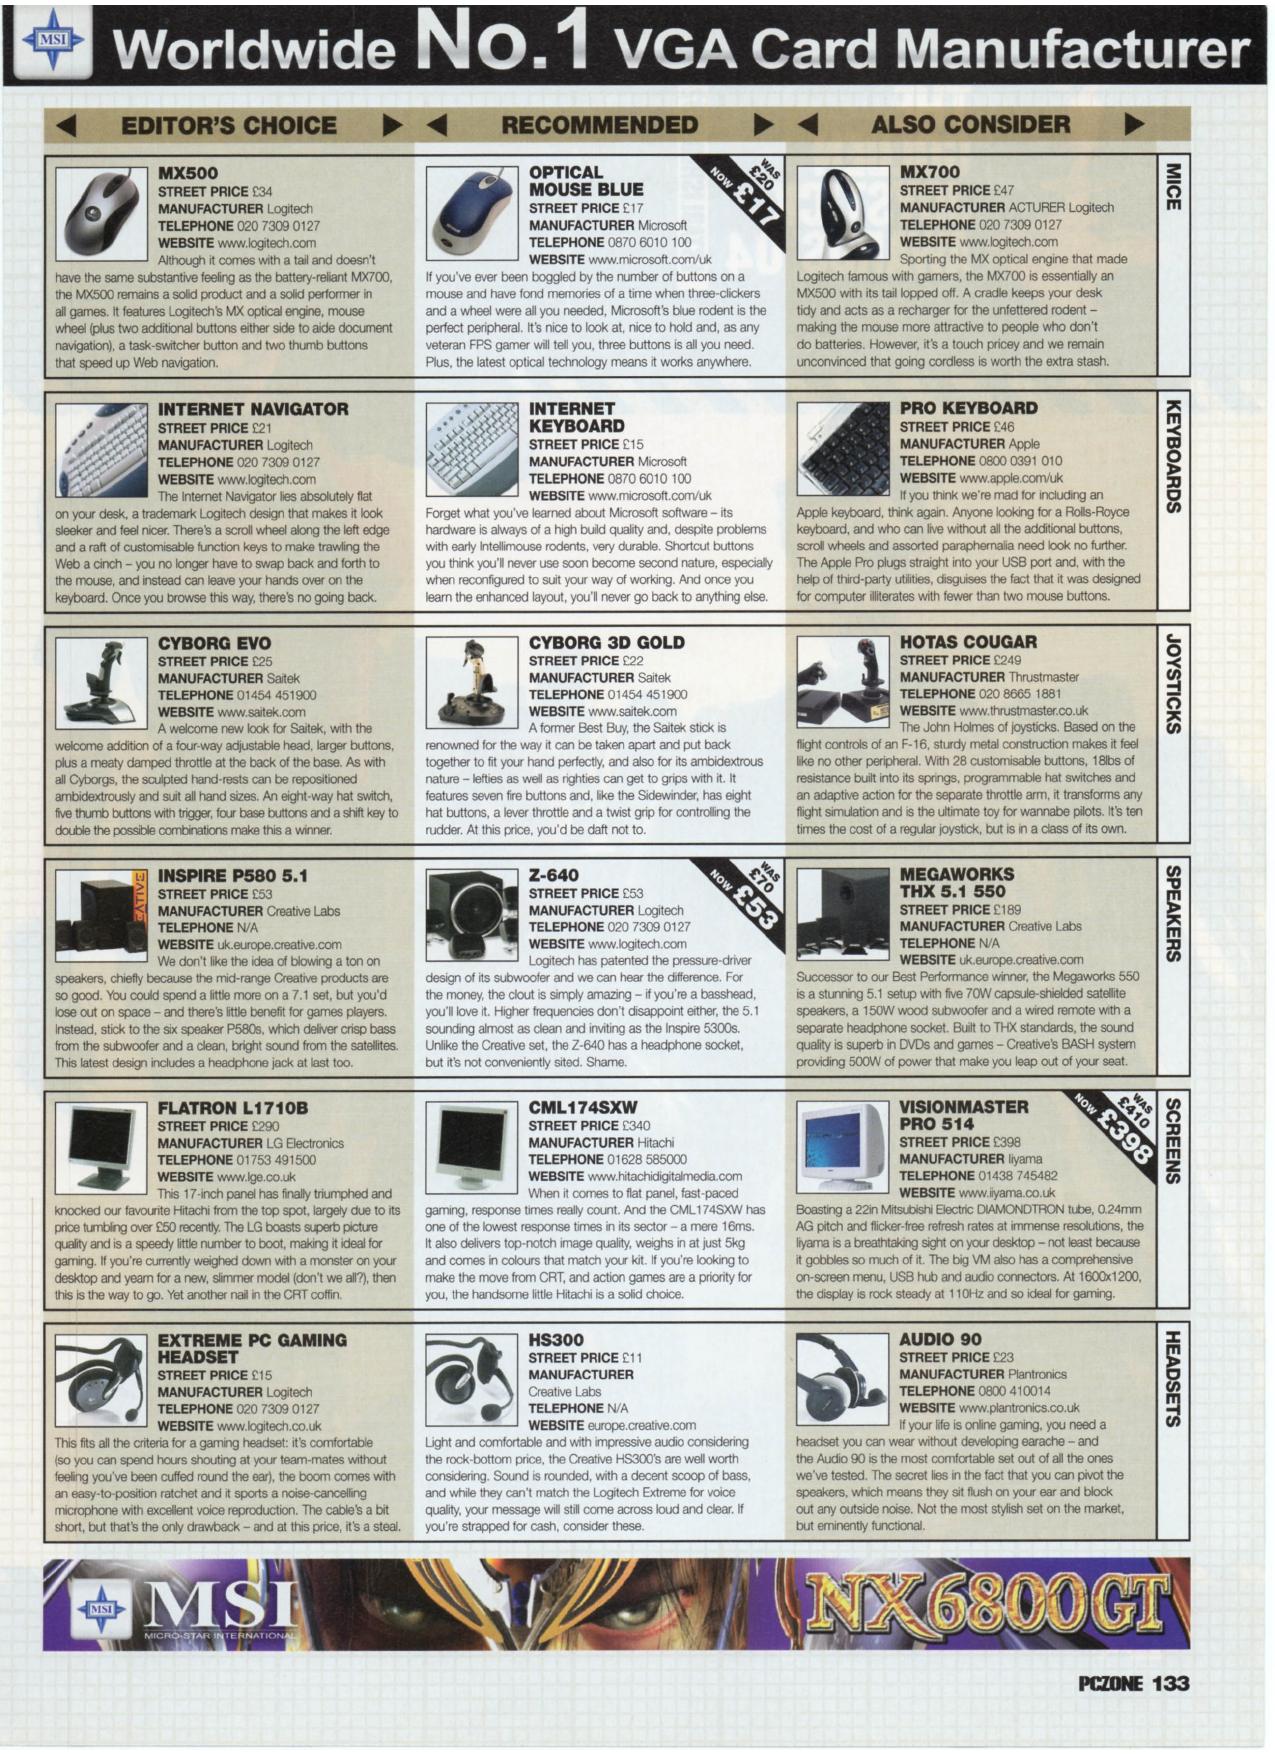 MSI
Worldwide No.1 VGA Card Manufacturer
EDITOR'S CHOICE
RECOMMENDED
ALSO CONSIDER
MICE
MX500
STREET PRICE £34
MANUFACTURER Logitech
TELEPHONE 020 7309 0127
WEBSITE www.logitech.com
Although it comes with a tail and doesn't
have the same substantive feeling as the battery-reliant MX700,
the MX500 remains a solid product and a solid performer in
all games. It features Logitech's MX optical engine, mouse
wheel (plus two additional buttons either side to aide document
navigation), a task-switcher button and two thumb buttons
that speed up Web navigation.
OPTICAL
MOUSE BLUE
STREET PRICE £17
MANUFACTURER Microsoft
TELEPHONE 0870 6010 100
WEBSITE www.microsoft.com/uk
WAS
£20
NOW £17
If you've ever been boggled by the number of buttons on a
mouse and have fond memories of a time when three-clickers
and a wheel were all you needed, Microsoft's blue rodent is the
perfect peripheral. It's nice to look at, nice to hold and, as any
veteran FPS gamer will tell you, three buttons is all you need.
Plus, the latest optical technology means it works anywhere.
MX700
STREET PRICE £47
MANUFACTURER ACTURER Logitech
TELEPHONE 020 7309 0127
WEBSITE www.logitech.com
Sporting the MX optical engine that made
Logitech famous with gamers, the MX700 is essentially an
MX500 with its tail lopped off. A cradle keeps your desk
tidy and acts as a recharger for the unfettered rodent –
making the mouse more attractive to people who don't
do batteries. However, it's a touch pricey and we remain
unconvinced that going cordless is worth the extra stash.
KEYBOARDS
INTERNET NAVIGATOR
STREET PRICE £21
MANUFACTURER Logitech
TELEPHONE 020 7309 0127
WEBSITE www.logitech.com
The Internet Navigator lies absolutely flat
on your desk, a trademark Logitech design that makes it look
sleeker and feel nicer. There's a scroll wheel along the left edge
and a raft of customisable function keys to make trawling the
Web a cinch – you no longer have to swap back and forth to
the mouse, and instead can leave your hands over on the
keyboard. Once you browse this way, there's no going back.
INTERNET
KEYBOARD
STREET PRICE £15
MANUFACTURER Microsoft
TELEPHONE 0870 6010 100
WEBSITE www.microsoft.com/uk
Forget what you've learned about Microsoft software – its
hardware is always of a high build quality and, despite problems
with early Intellimouse rodents, very durable. Shortcut buttons
you think you'll never use soon become second nature, especially
when reconfigured to suit your way of working. And once you
learn the enhanced layout, you'll never go back to anything else.
PRO KEYBOARD
STREET PRICE £46
MANUFACTURER Apple
TELEPHONE 0800 0391 010
WEBSITE www.apple.com/uk
If you think we're mad for including an
Apple keyboard, think again. Anyone looking for a Rolls-Royce
keyboard, and who can live without all the additional buttons,
scroll wheels and assorted paraphernalia need look no further.
The Apple Pro plugs straight into your USB port and, with the
help of third-party utilities, disguises the fact that it was designed
for computer illiterates with fewer than two mouse buttons.
JOYSTICKS
CYBORG EVO
STREET PRICE £25
MANUFACTURER Saitek
TELEPHONE 01454 451900
WEBSITE www.saitek.com
A welcome new look for Saitek, with the
welcome addition of a four-way adjustable head, larger buttons,
plus a meaty damped throttle at the back of the base. As with
all Cyborgs, the sculpted hand-rests can be repositioned
ambidextrously and suit all hand sizes. An eight-way hat switch,
five thumb buttons with trigger, four base buttons and a shift key to
double the possible combinations make this a winner.
CYBORG 3D GOLD
STREET PRICE £22
MANUFACTURER Saitek
TELEPHONE 01454 451900
WEBSITE www.saitek.com
A former Best Buy, the Saitek stick is
renowned for the way it can be taken apart and put back
together to fit your hand perfectly, and also for its ambidextrous
nature – lefties as well as righties can get to grips with it. It
features seven fire buttons and, like the Sidewinder, has eight
hat buttons, a lever throttle and a twist grip for controlling the
rudder. At this price, you'd be daft not to.
HOTAS COUGAR
STREET PRICE £249
MANUFACTURER Thrustmaster
TELEPHONE 020 8665 1881
WEBSITE www.thrustmaster.co.uk
The John Holmes of joysticks. Based on the
flight controls of an F-16, sturdy metal construction makes it feel
like no other peripheral. With 28 customisable buttons, 18lbs of
resistance built into its springs, programmable hat switches and
an adaptive action for the separate throttle arm, it transforms any
flight simulation and is the ultimate toy for wannabe pilots. It's ten
times the cost of a regular joystick, but is in a class of its own.
SPEAKERS
INSPIRE P580 5.1
STREET PRICE £53
MANUFACTURER Creative Labs
TELEPHONE N/A
WEBSITE uk.europe.creative.com
We don't like the idea of blowing a ton on
speakers, chiefly because the mid-range Creative products are
so good. You could spend a little more on a 7.1 set, but you'd
lose out on space – and there's little benefit for games players.
Instead, stick to the six speaker P580s, which deliver crisp bass
from the subwoofer and a clean, bright sound from the satellites.
This latest design includes a headphone jack at last too.
Z-640
STREET PRICE £53
MANUFACTURER Logitech
TELEPHONE 020 7309 0127
WEBSITE www.logitech.com
WAS
£70
NOW £53
Logitech has patented the pressure-driver
design of its subwoofer and we can hear the difference. For
the money, the clout is simply amazing – if you're a basshead,
you'll love it. Higher frequencies don't disappoint either, the 5.1
sounding almost as clean and inviting as the Inspire 5300s.
Unlike the Creative set, the Z-640 has a headphone socket,
but it's not conveniently sited. Shame.
MEGAWORKS
THX 5.1 550
STREET PRICE £189
MANUFACTURER Creative Labs
TELEPHONE N/A
WEBSITE uk.europe.creative.com
Successor to our Best Performance winner, the Megaworks 550
is a stunning 5.1 setup with five 70W capsule-shielded satellite
speakers, a 150W wood subwoofer and a wired remote with a
separate headphone socket. Built to THX standards, the sound
quality is superb in DVDs and games – Creative's BASH system
providing 500W of power that make you leap out of your seat.
SCREENS
FLATRON L1710B
STREET PRICE £290
MANUFACTURER LG Electronics
TELEPHONE 01753 491500
WEBSITE www.lge.co.uk
This 17-inch panel has finally triumphed and
knocked our favourite Hitachi from the top spot, largely due to its
price tumbling over £50 recently. The LG boasts superb picture
quality and is a speedy little number to boot, making it ideal for
gaming. If you're currently weighed down with a monster on your
desktop and yearn for a new, slimmer model (don't we all?), then
this is the way to go. Yet another nail in the CRT coffin.
CML174SXW
STREET PRICE £340
MANUFACTURER Hitachi
TELEPHONE 01628 585000
WEBSITE www.hitachidigitalmedia.com
When it comes to flat panel, fast-paced
gaming, response times really count. And the CML174SXW has
one of the lowest response times in its sector – a mere 16ms.
It also delivers top-notch image quality, weighs in at just 5kg
and comes in colours that match your kit. If you're looking to
make the move from CRT, and action games are a priority for
you, the handsome little Hitachi is a solid choice.
VISIONMASTER
PRO 514
STREET PRICE £398
MANUFACTURER Iiyama
TELEPHONE 01438 745482
WEBSITE www.iiyama.co.uk
WAS
£410
NOW £398
Boasting a 22in Mitsubishi Electric DIAMONDTRON tube, 0.24mm
AG pitch and flicker-free refresh rates at immense resolutions, the
Iiyama is a breathtaking sight on your desktop – not least because
it gobbles so much of it. The big VM also has a comprehensive
on-screen menu, USB hub and audio connectors. At 1600x1200,
the display is rock steady at 110Hz and so ideal for gaming.
HEADSETS
EXTREME PC GAMING
HEADSET
STREET PRICE £15
MANUFACTURER Logitech
TELEPHONE 020 7309 0127
WEBSITE www.logitech.co.uk
This fits all the criteria for a gaming headset: it's comfortable
(so you can spend hours shouting at your team-mates without
feeling you've been cuffed round the ear), the boom comes with
an easy-to-position ratchet and it sports a noise-cancelling
microphone with excellent voice reproduction. The cable's a bit
short, but that's the only drawback – and at this price, it's a steal.
HS300
STREET PRICE £11
MANUFACTURER
Creative Labs
TELEPHONE N/A
WEBSITE europe.creative.com
Light and comfortable and with impressive audio considering
the rock-bottom price, the Creative HS300's are well worth
considering. Sound is rounded, with a decent scoop of bass,
and while they can't match the Logitech Extreme for voice
quality, your message will still come across loud and clear. If
you're strapped for cash, consider these.
AUDIO 90
STREET PRICE £23
MANUFACTURER Plantronics
TELEPHONE 0800 410014
WEBSITE www.plantronics.co.uk
If your life is online gaming, you need a
headset you can wear without developing earache – and
the Audio 90 is the most comfortable set out of all the ones
we've tested. The secret lies in the fact that you can pivot the
speakers, which means they sit flush on your ear and block
out any outside noise. Not the most stylish set on the market,
but eminently functional.
MSI
MSI
MICRO-STAR INTERNATIONAL
NX6800GT
PCZONE 133